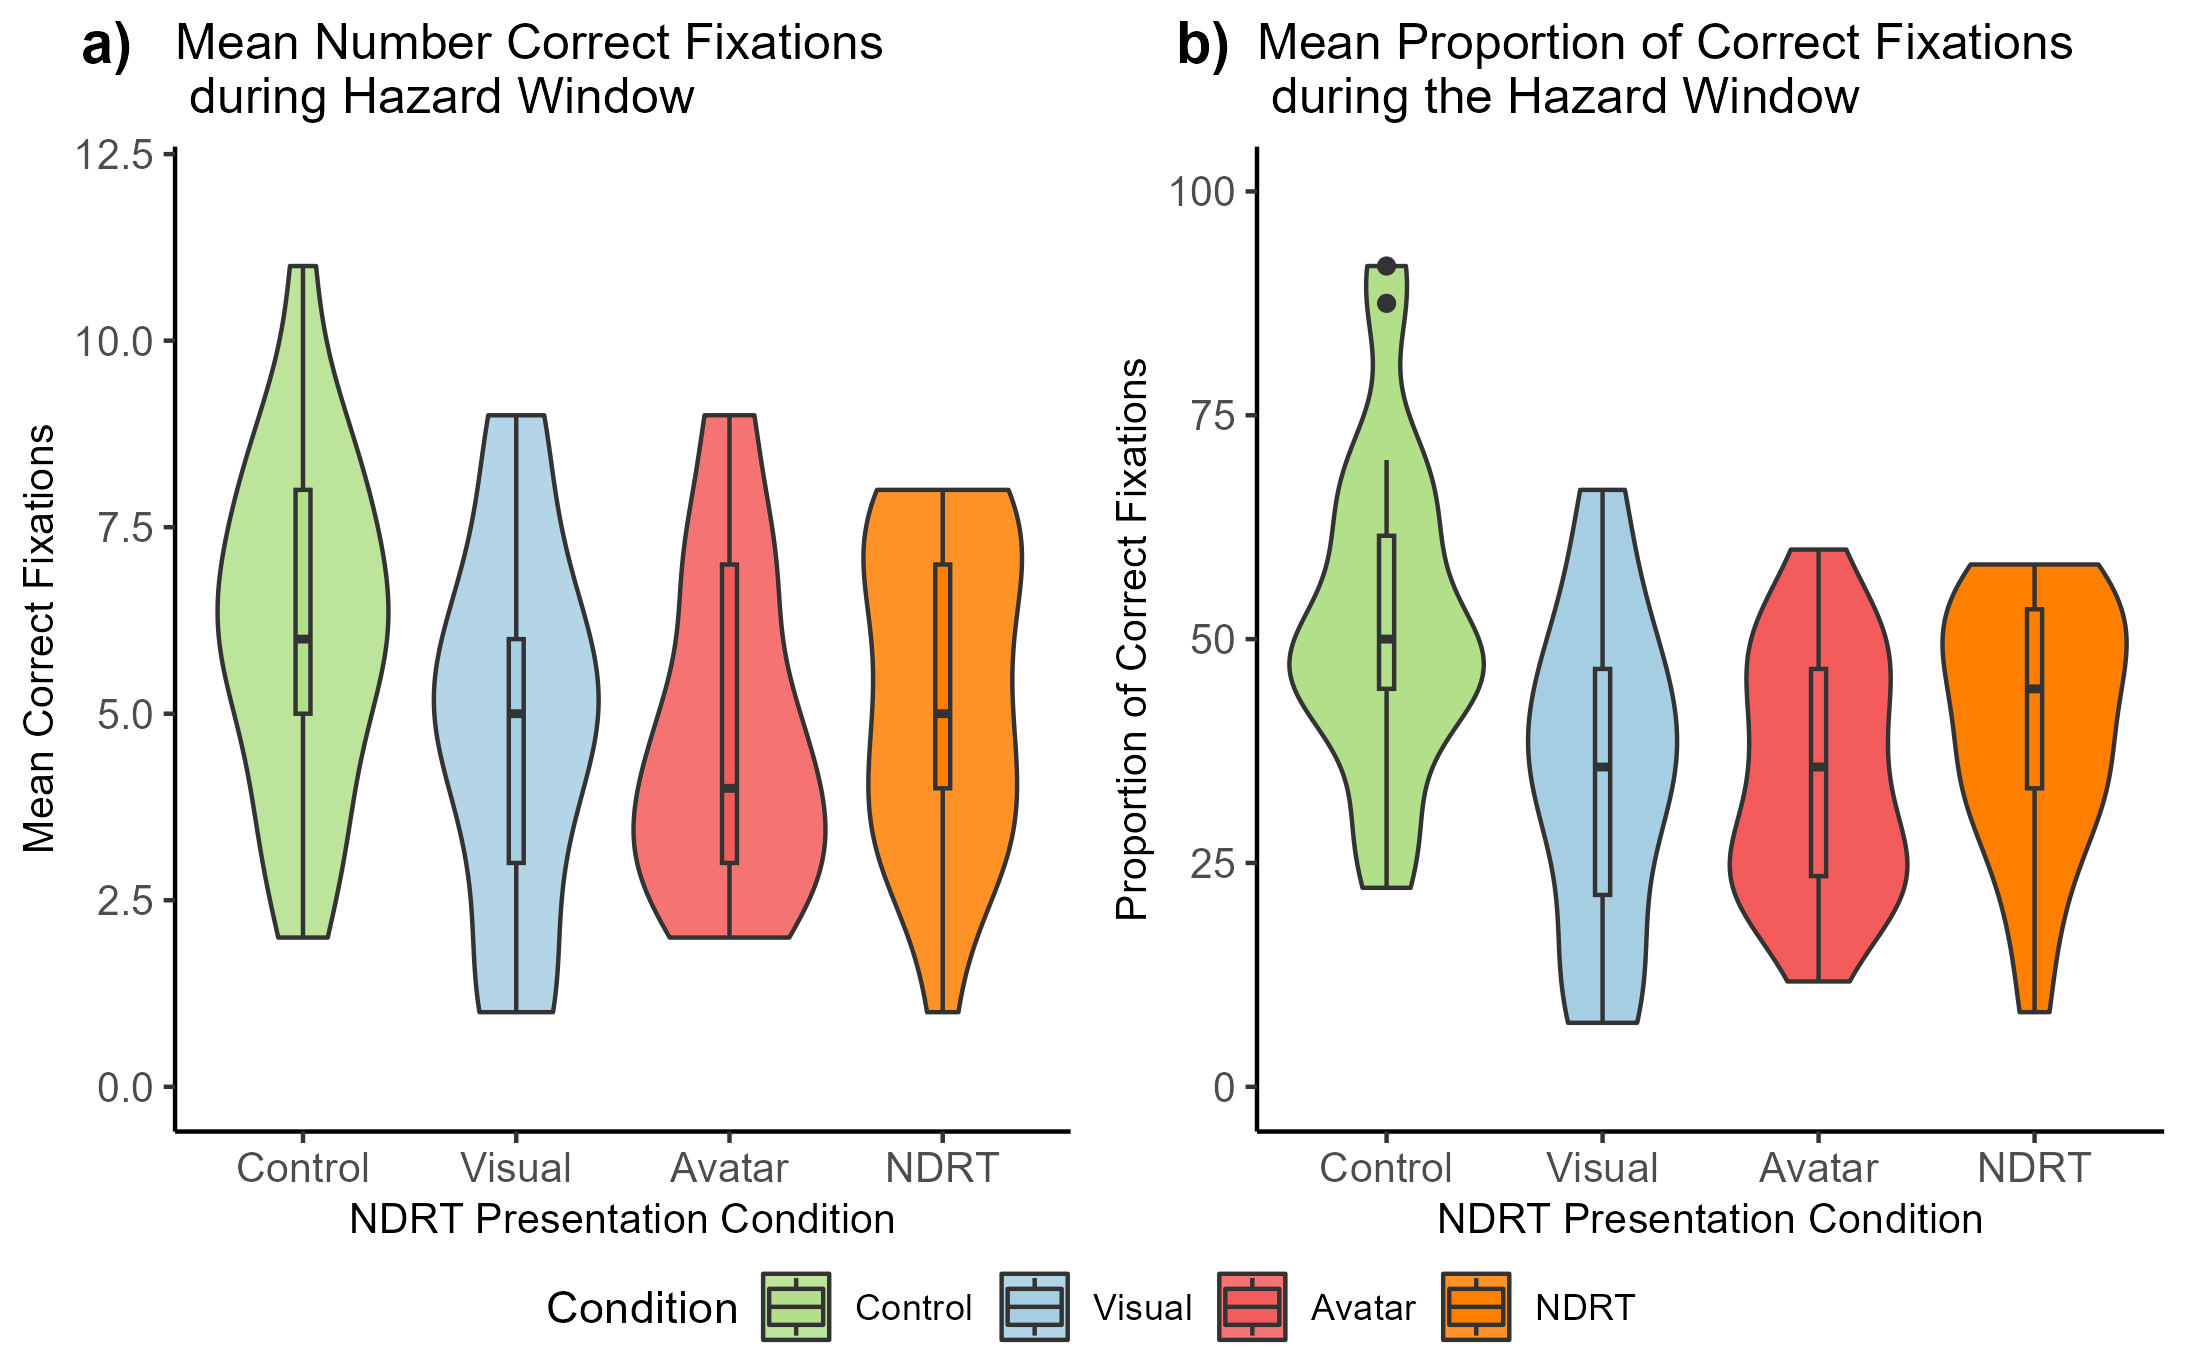 a) Mean Number Correct Fixations
during Hazard Window
12.5
10.0
7.5
5.0
2.5
0.0
Mean Correct Fixations
Control Visual Avatar NDRT
NDRT Presentation Condition
b) Mean Proportion of Correct Fixations
during the Hazard Window
100
75
50
25
0
Proportion of Correct Fixations
Control Visual Avatar NDRT
NDRT Presentation Condition
Condition Control Visual Avatar NDRT